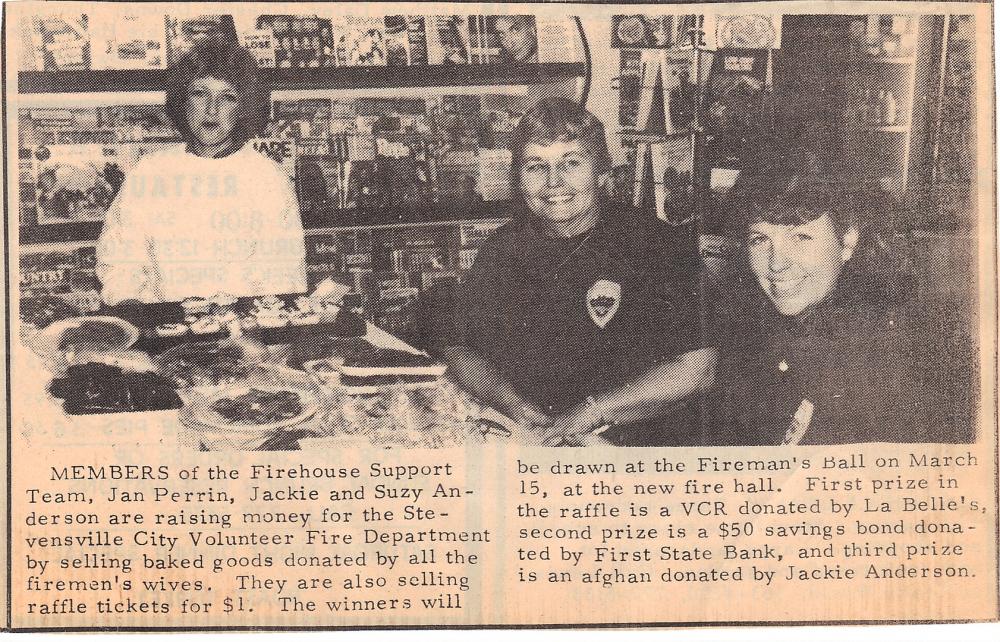 LOSE
MEMBERS of the Firehouse Support
Team, Jan Perrin, Jackie and Suzy An-
derson are raising money for the Ste-
vensville City Volunteer Fire Department
by selling baked goods donated by all the
firemen's wives. They are also selling
raffle tickets for $1. The winners will
be drawn at the Fireman's Ball on March
15, at the new fire hall. First prize in
the raffle is a VCR donated by La Belle's,
second prize is a $50 savings bond dona-
ted by First State Bank, and third prize
is an afghan donated by Jackie Anderson.